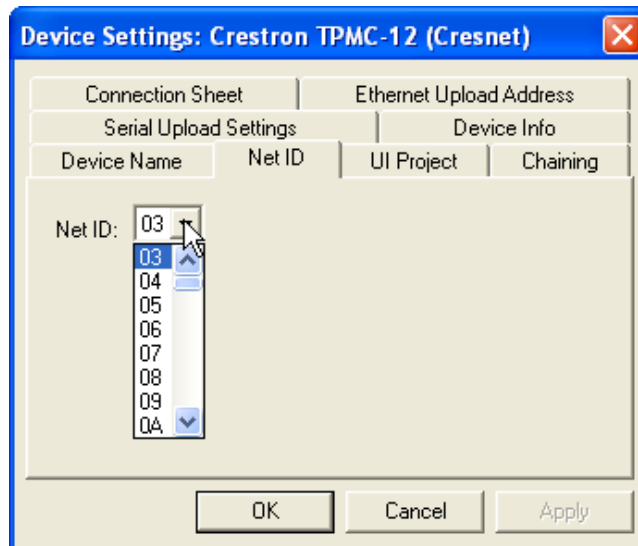 Device Settings: Crestron TPMC-12 (Cresnet)
Connection Sheet Ethernet Upload Address
Serial Upload Settings Device Info
Device Name Net ID UI Project Chaining
Net ID: 03
03
04
05
06
07
08
09
0A
OK Cancel Apply